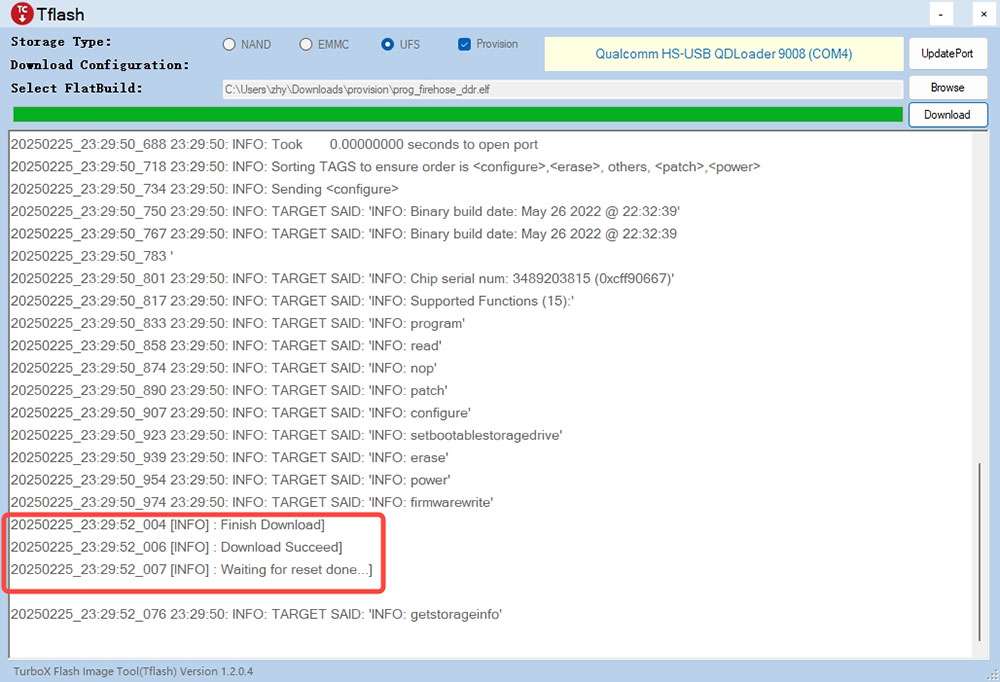 TC Tflash - ×
Storage Type: NAND EMMC UFS Provision
Qualcomm HS-USB QDLoader 9008 (COM4) UpdatePort
Download Configuration:
Select FlatBuild: C:\Users\zhy\Downloads\provision\prog_firehose_ddr.elf Browse
Download
20250225_23:29:50_688 23:29:50: INFO: Took 0.00000000 seconds to open port
20250225_23:29:50_718 23:29:50: INFO: Sorting TAGS to ensure order is <configure>,<erase>, others, <patch>,<power>
20250225_23:29:50_734 23:29:50: INFO: Sending <configure>
20250225_23:29:50_750 23:29:50: INFO: TARGET SAID: 'INFO: Binary build date: May 26 2022 @ 22:32:39'
20250225_23:29:50_767 23:29:50: INFO: TARGET SAID: 'INFO: Binary build date: May 26 2022 @ 22:32:39
20250225_23:29:50_783 '
20250225_23:29:50_801 23:29:50: INFO: TARGET SAID: 'INFO: Chip serial num: 3489203815 (0xcff90667)'
20250225_23:29:50_817 23:29:50: INFO: TARGET SAID: 'INFO: Supported Functions (15):'
20250225_23:29:50_833 23:29:50: INFO: TARGET SAID: 'INFO: program'
20250225_23:29:50_858 23:29:50: INFO: TARGET SAID: 'INFO: read'
20250225_23:29:50_874 23:29:50: INFO: TARGET SAID: 'INFO: nop'
20250225_23:29:50_890 23:29:50: INFO: TARGET SAID: 'INFO: patch'
20250225_23:29:50_907 23:29:50: INFO: TARGET SAID: 'INFO: configure'
20250225_23:29:50_923 23:29:50: INFO: TARGET SAID: 'INFO: setbootablestoragedrive'
20250225_23:29:50_939 23:29:50: INFO: TARGET SAID: 'INFO: erase'
20250225_23:29:50_954 23:29:50: INFO: TARGET SAID: 'INFO: power'
20250225_23:29:50_974 23:29:50: INFO: TARGET SAID: 'INFO: firmwarewrite'
20250225_23:29:52_004 [INFO] : Finish Download]
20250225_23:29:52_006 [INFO] : Download Succeed]
20250225_23:29:52_007 [INFO] : Waiting for reset done...]
20250225_23:29:52_076 23:29:50: INFO: TARGET SAID: 'INFO: getstorageinfo'
TurboX Flash Image Tool(Tflash) Version 1.2.0.4